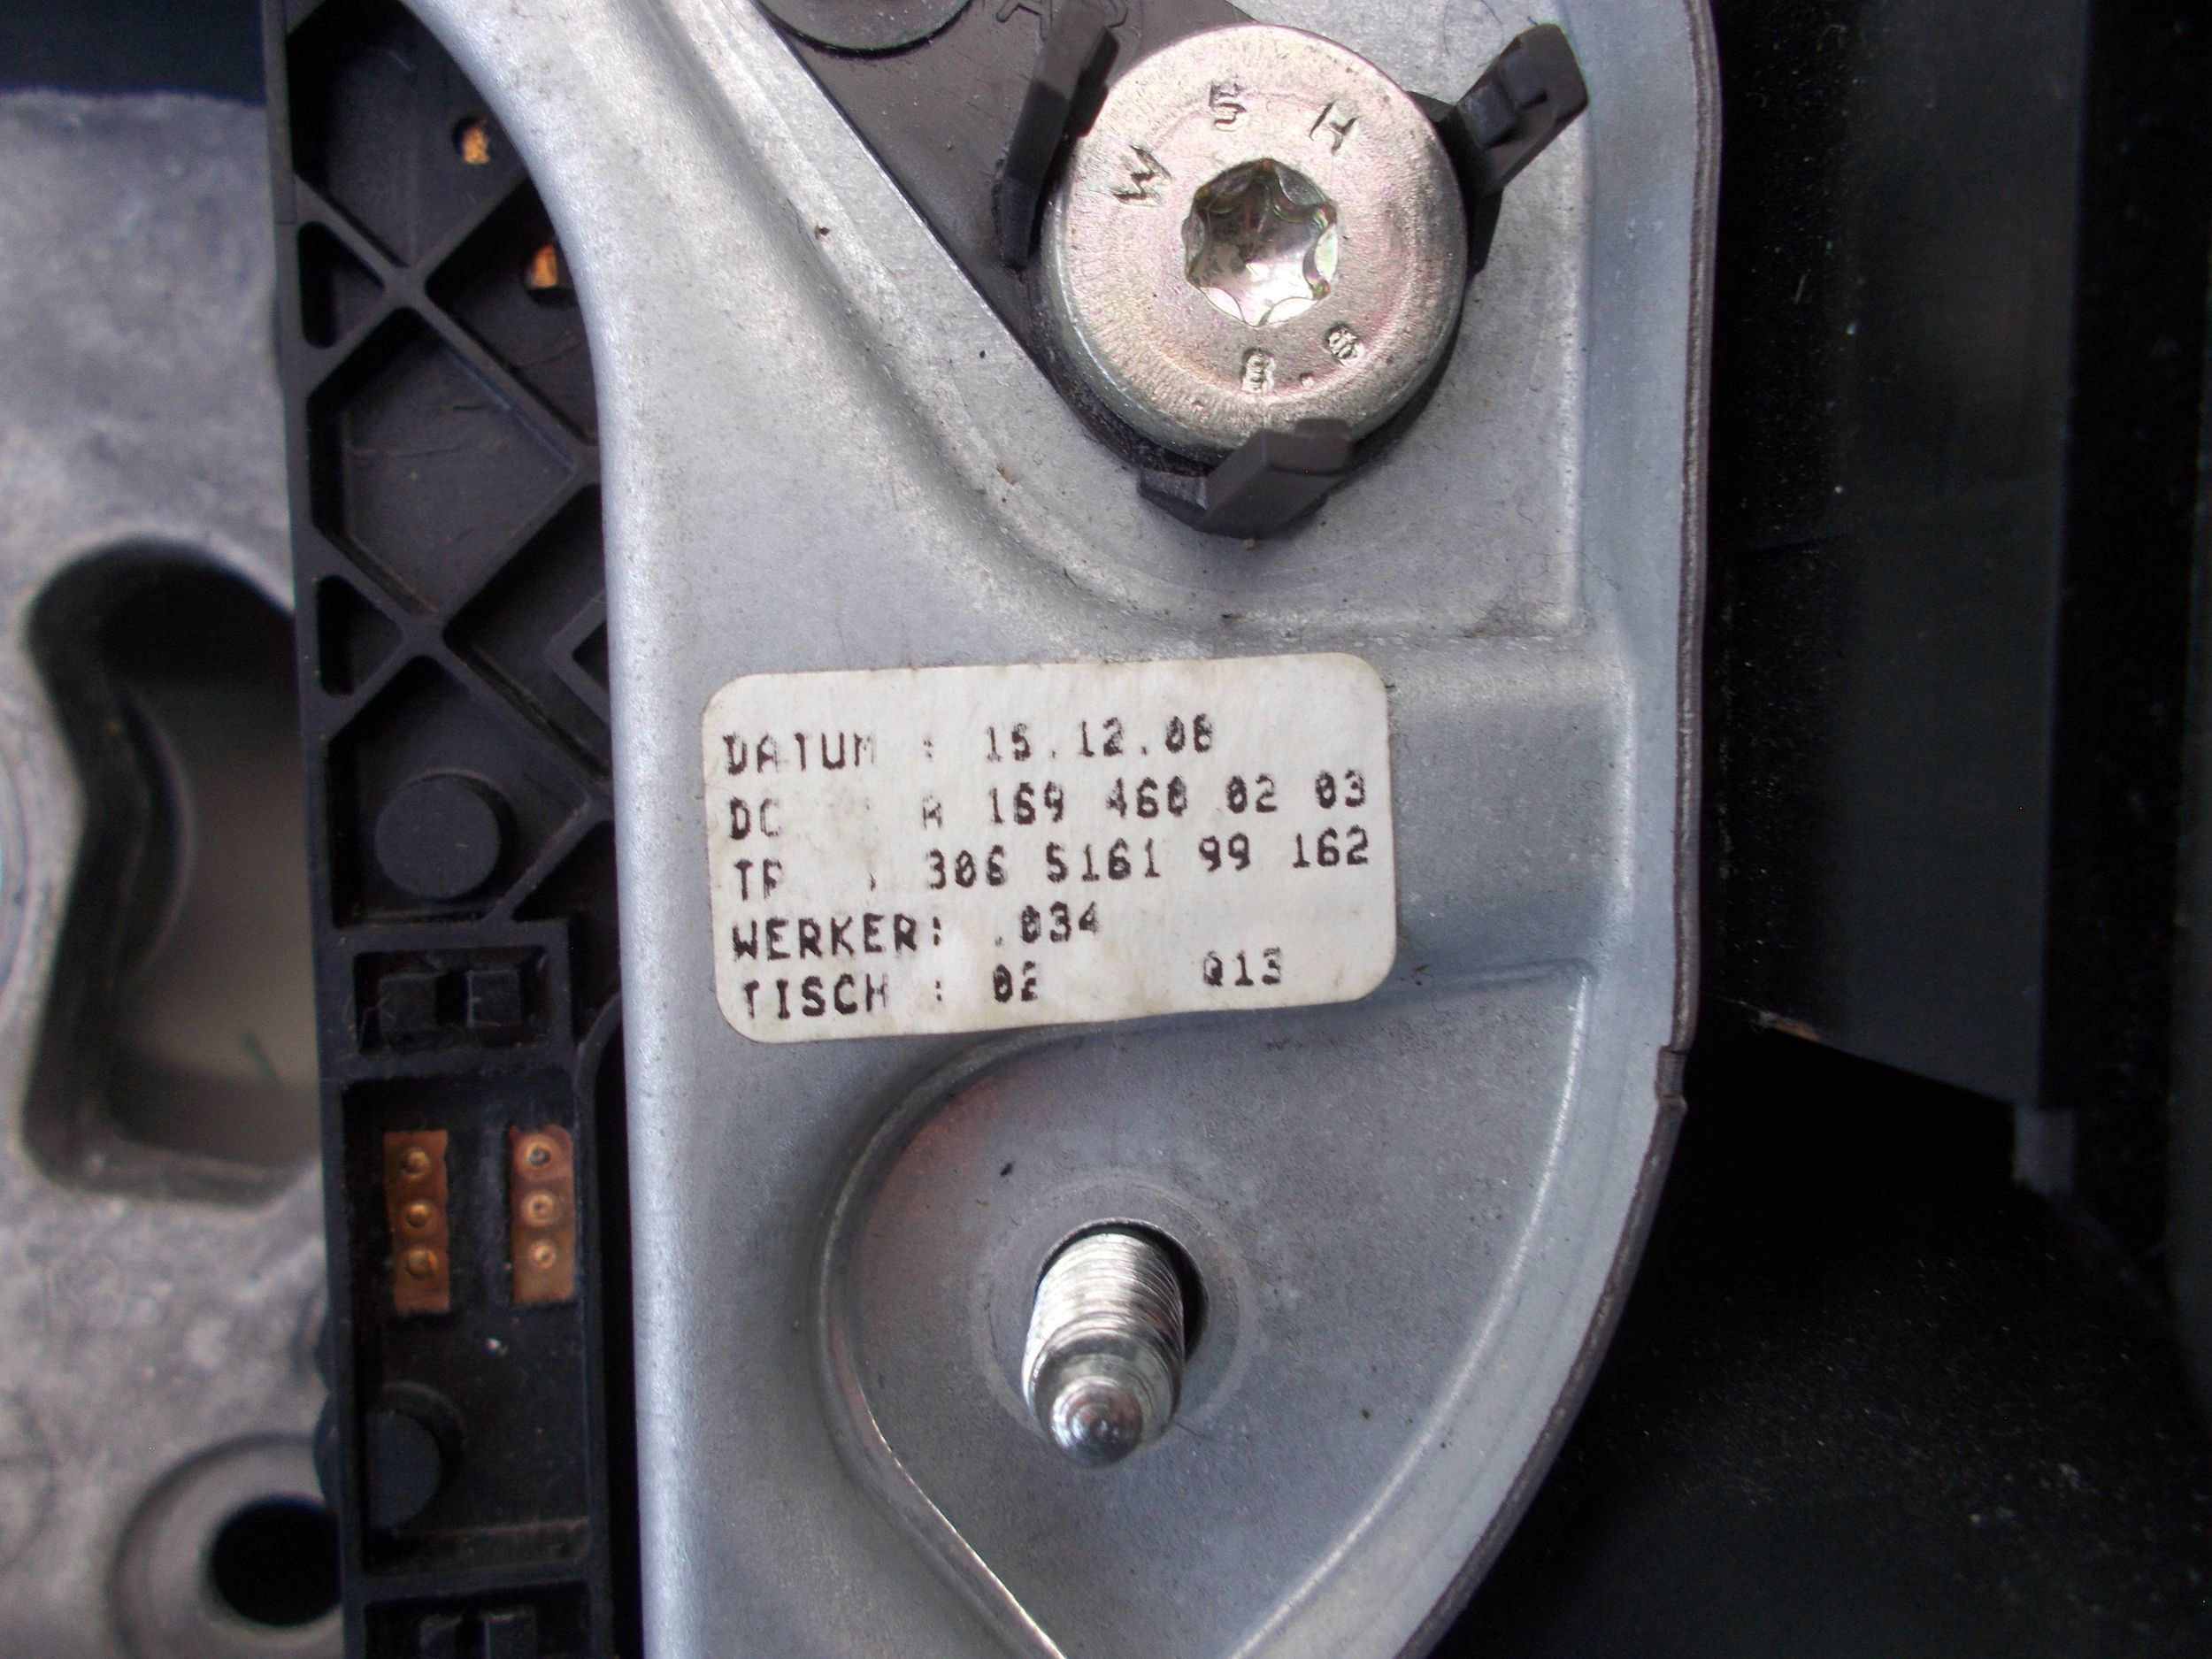 W S H
8.8
DATUM : 15.12.08
DC : A 169 460 02 03
TP : 306 5161 99 162
WERKER: .034
TISCH : 02 Q13